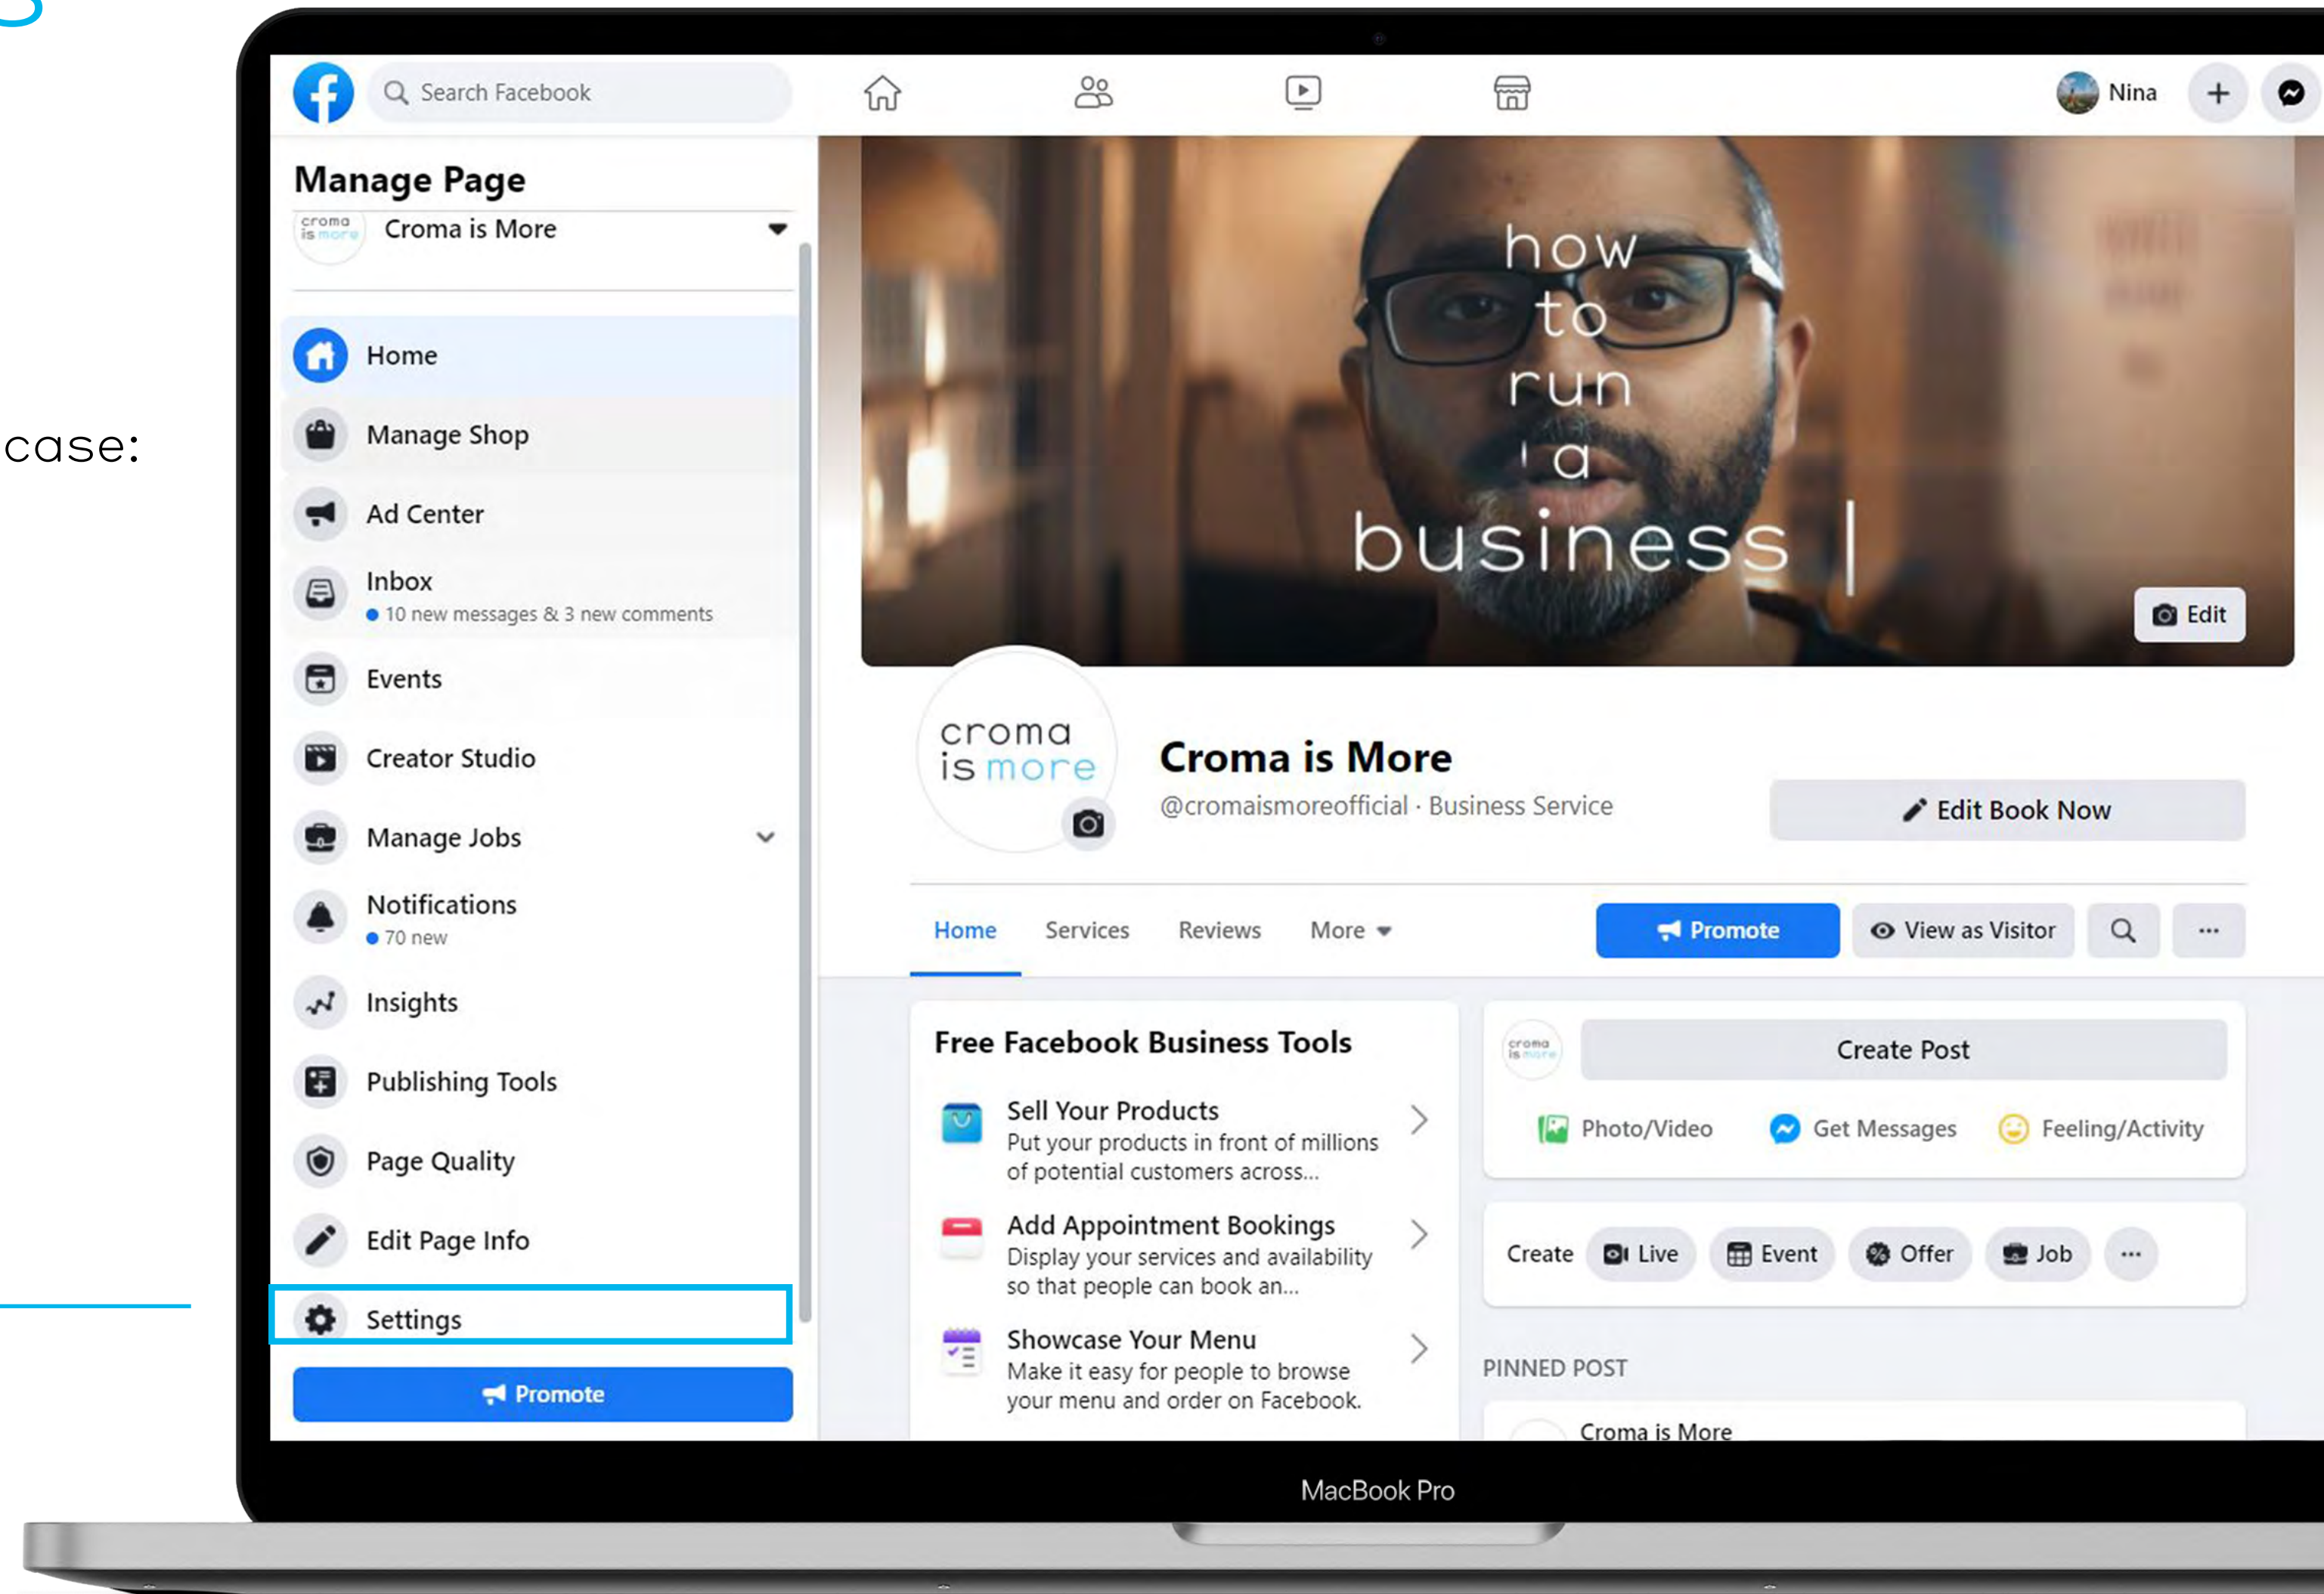 case:
Search Facebook
Nina
Manage Page
croma
is more
Croma is More
Home
Manage Shop
Ad Center
Inbox
10 new messages & 3 new comments
Events
Creator Studio
Manage Jobs
Notifications
70 new
Insights
Publishing Tools
Page Quality
Edit Page Info
Settings
Promote
how
to
run
a
business |
Edit
croma
is more
Croma is More
@cromaismoreofficial · Business Service
Edit Book Now
Home Services Reviews More
Promote
View as Visitor
Free Facebook Business Tools
Sell Your Products
Put your products in front of millions
of potential customers across...
Add Appointment Bookings
Display your services and availability
so that people can book an...
Showcase Your Menu
Make it easy for people to browse
your menu and order on Facebook.
croma
is more
Create Post
Photo/Video Get Messages Feeling/Activity
Create Live Event Offer Job
PINNED POST
Croma is More
MacBook Pro